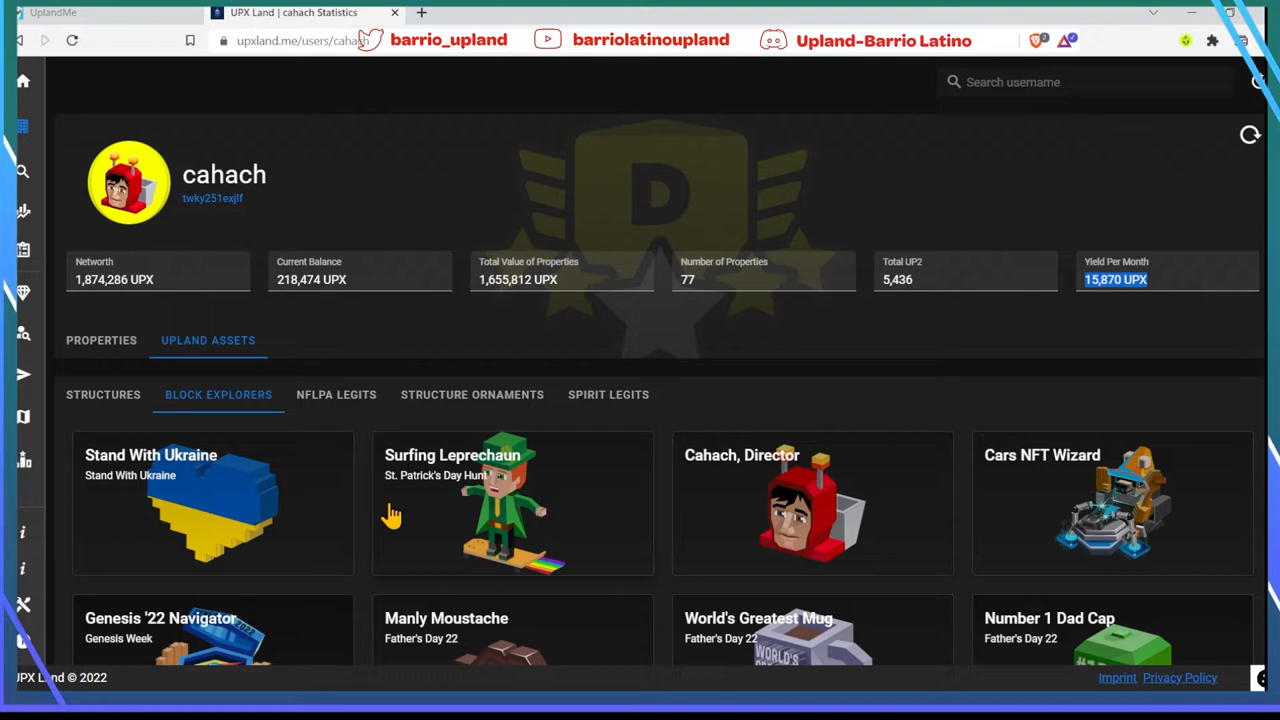 UplandMe
UPX Land | cahach Statistics
upxland.me/users/cahach
barrio_upland
barriolatinoupland
Upland-Barrio Latino
Search username
D
cahach
twky251exjlf
Networth
1,874,286 UPX
Current Balance
218,474 UPX
Total Value of Properties
1,655,812 UPX
Number of Properties
77
Total UP2
5,436
Yield Per Month
15,870 UPX
PROPERTIES
UPLAND ASSETS
STRUCTURES
BLOCK EXPLORERS
NFLPA LEGITS
STRUCTURE ORNAMENTS
SPIRIT LEGITS
Stand With Ukraine
Stand With Ukraine
Surfing Leprechaun
St. Patrick's Day Hunt
Cahach, Director
Cars NFT Wizard
Genesis '22 Navigator
Genesis Week
2022
Manly Moustache
Father's Day 22
World's Greatest Mug
Father's Day 22
WORLD'S
Number 1 Dad Cap
Father's Day 22
UPX Land © 2022
Imprint
Privacy Policy